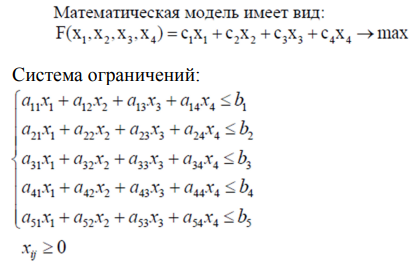 Математическая модель имеет вид:
F(x₁,x₂,x₃,x₄) = c₁x₁ + c₂x₂ + c₃x₃ + c₄x₄ → max
Система ограничений:
a₁₁x₁ + a₁₂x₂ + a₁₃x₃ + a₁₄x₄ ≤ b₁
a₂₁x₁ + a₂₂x₂ + a₂₃x₃ + a₂₄x₄ ≤ b₂
a₃₁x₁ + a₃₂x₂ + a₃₃x₃ + a₃₄x₄ ≤ b₃
a₄₁x₁ + a₄₂x₂ + a₄₃x₃ + a₄₄x₄ ≤ b₄
a₅₁x₁ + a₅₂x₂ + a₅₃x₃ + a₅₄x₄ ≤ b₅
xᵢⱼ ≥ 0